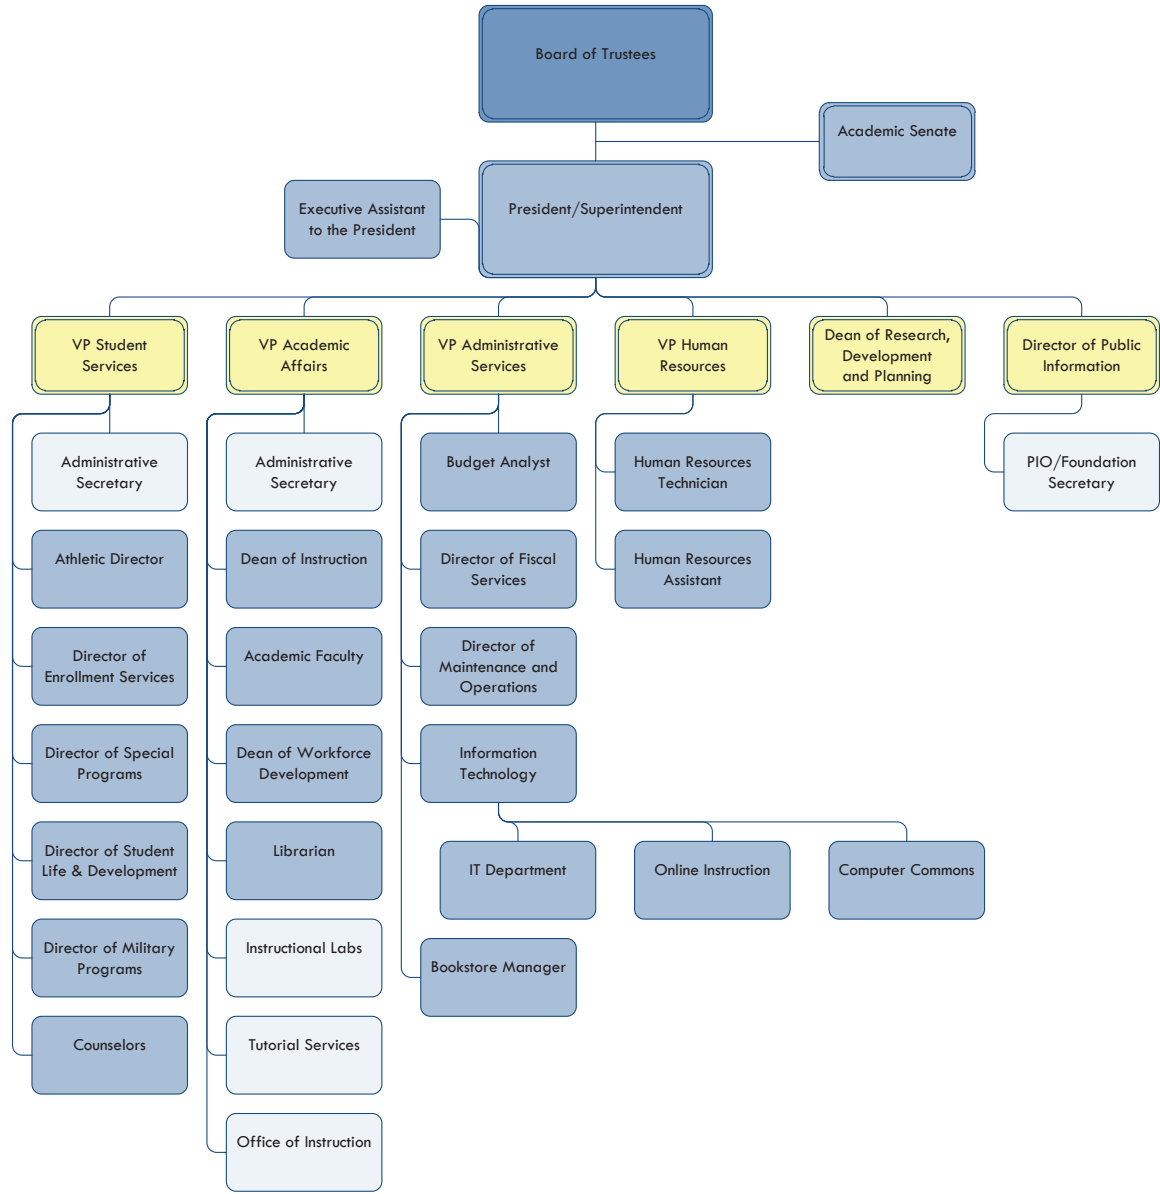 Board of Trustees
Academic Senate
Executive Assistant
to the President
President/Superintendent
VP Student
Services
VP Academic
Affairs
VP Administrative
Services
VP Human
Resources
Dean of Research,
Development
and Planning
Director of Public
Information
Administrative
Secretary
Administrative
Secretary
Budget Analyst
Human Resources
Technician
PIO/Foundation
Secretary
Athletic Director
Dean of Instruction
Director of Fiscal
Services
Human Resources
Assistant
Director of
Enrollment Services
Academic Faculty
Director of
Maintenance and
Operations
Director of Special
Programs
Dean of Workforce
Development
Information
Technology
Director of Student
Life & Development
Librarian
IT Department
Online Instruction
Computer Commons
Director of Military
Programs
Instructional Labs
Bookstore Manager
Counselors
Tutorial Services
Office of Instruction